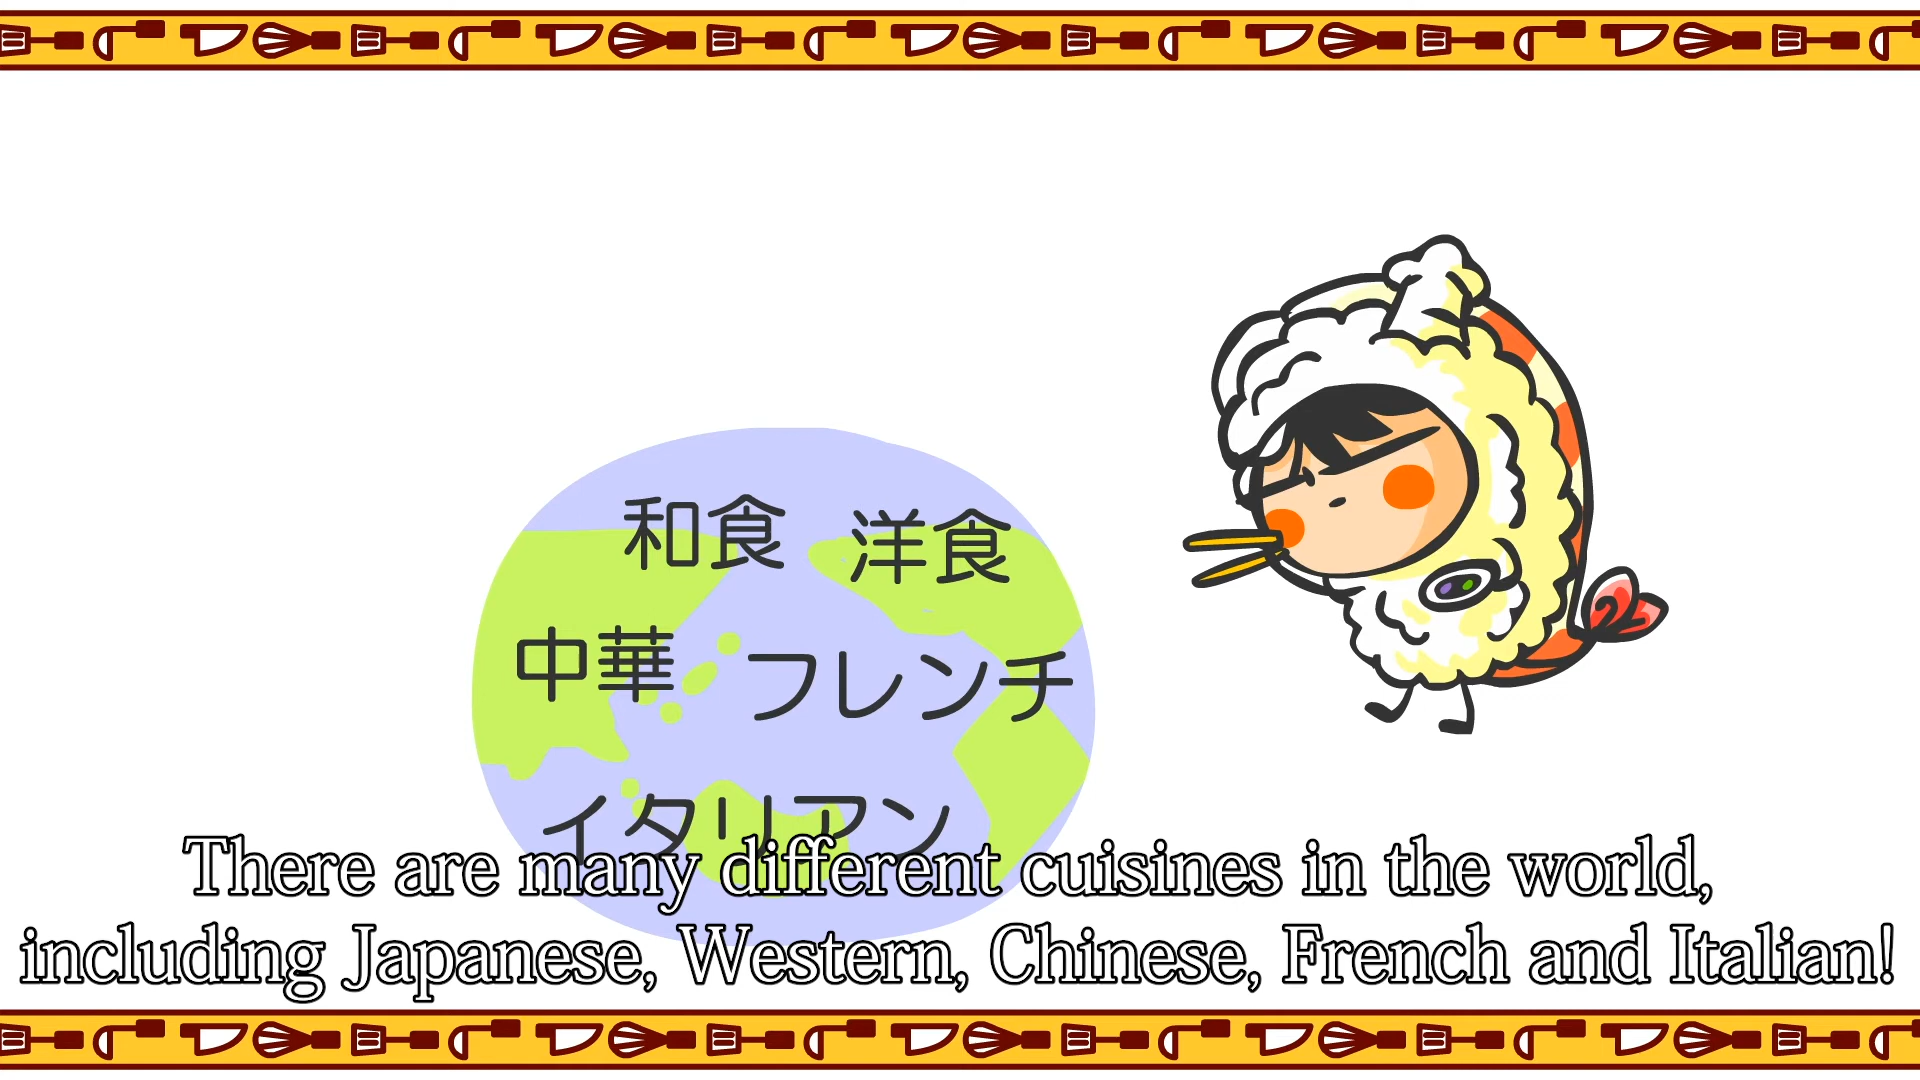 和食 洋食
中華 フレンチ
イタリアン
There are many different cuisines in the world,
including Japanese, Western, Chinese, French and Italian!